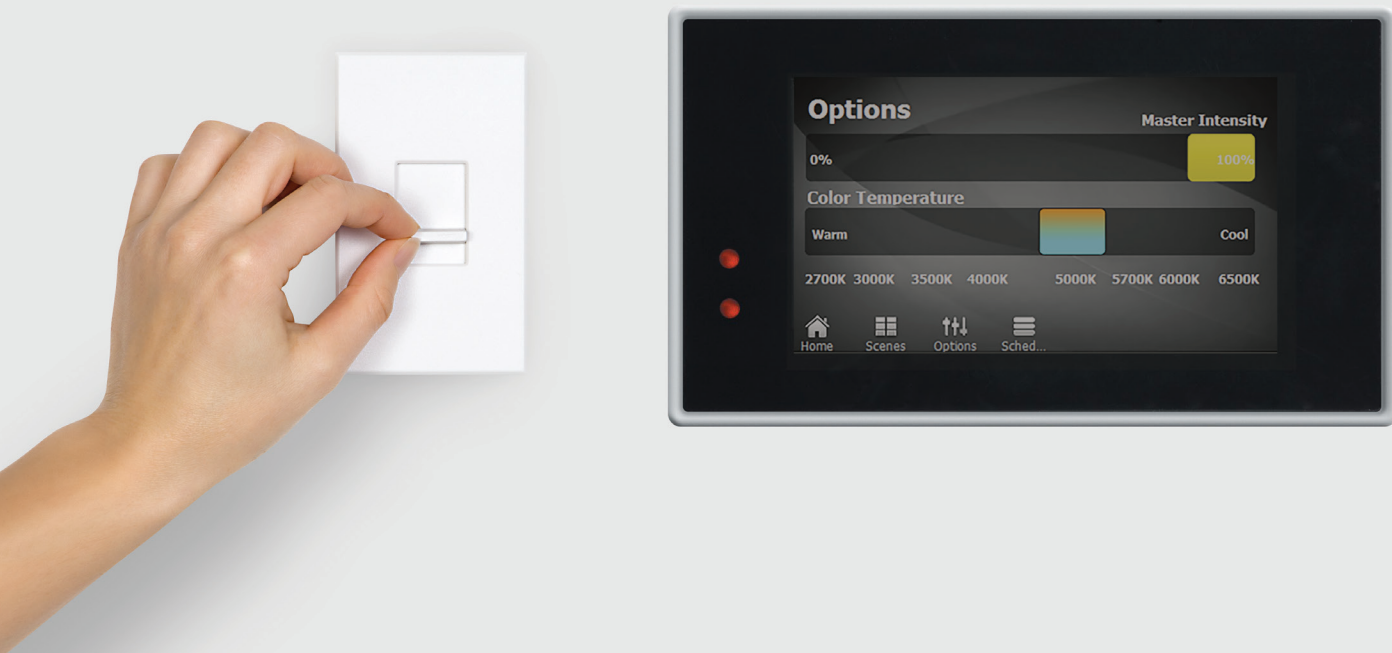 Options
Master Intensity
0% 100%
Color Temperature
Warm Cool
2700K 3000K 3500K 4000K 5000K 5700K 6000K 6500K
Home Scenes Options Sched...